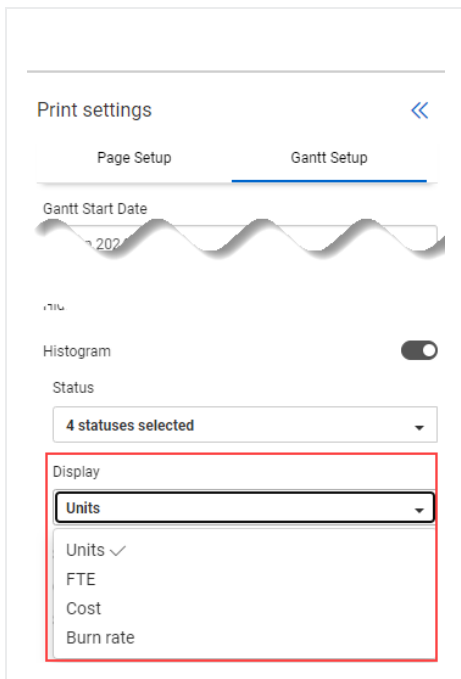 Print settings
Page Setup
Gantt Setup
Gantt Start Date
202
Histogram
Status
4 statuses selected
Display
Units
Units
FTE
Cost
Burn rate